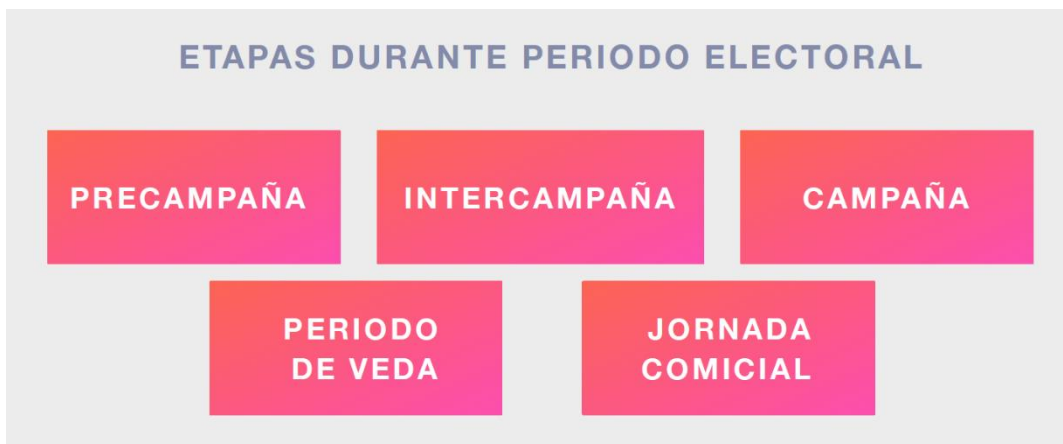 ETAPAS DURANTE PERIODO ELECTORAL
PRECAMPAÑA
INTERCAMPAÑA
CAMPAÑA
PERIODO
DE VEDA
JORNADA
COMICIAL